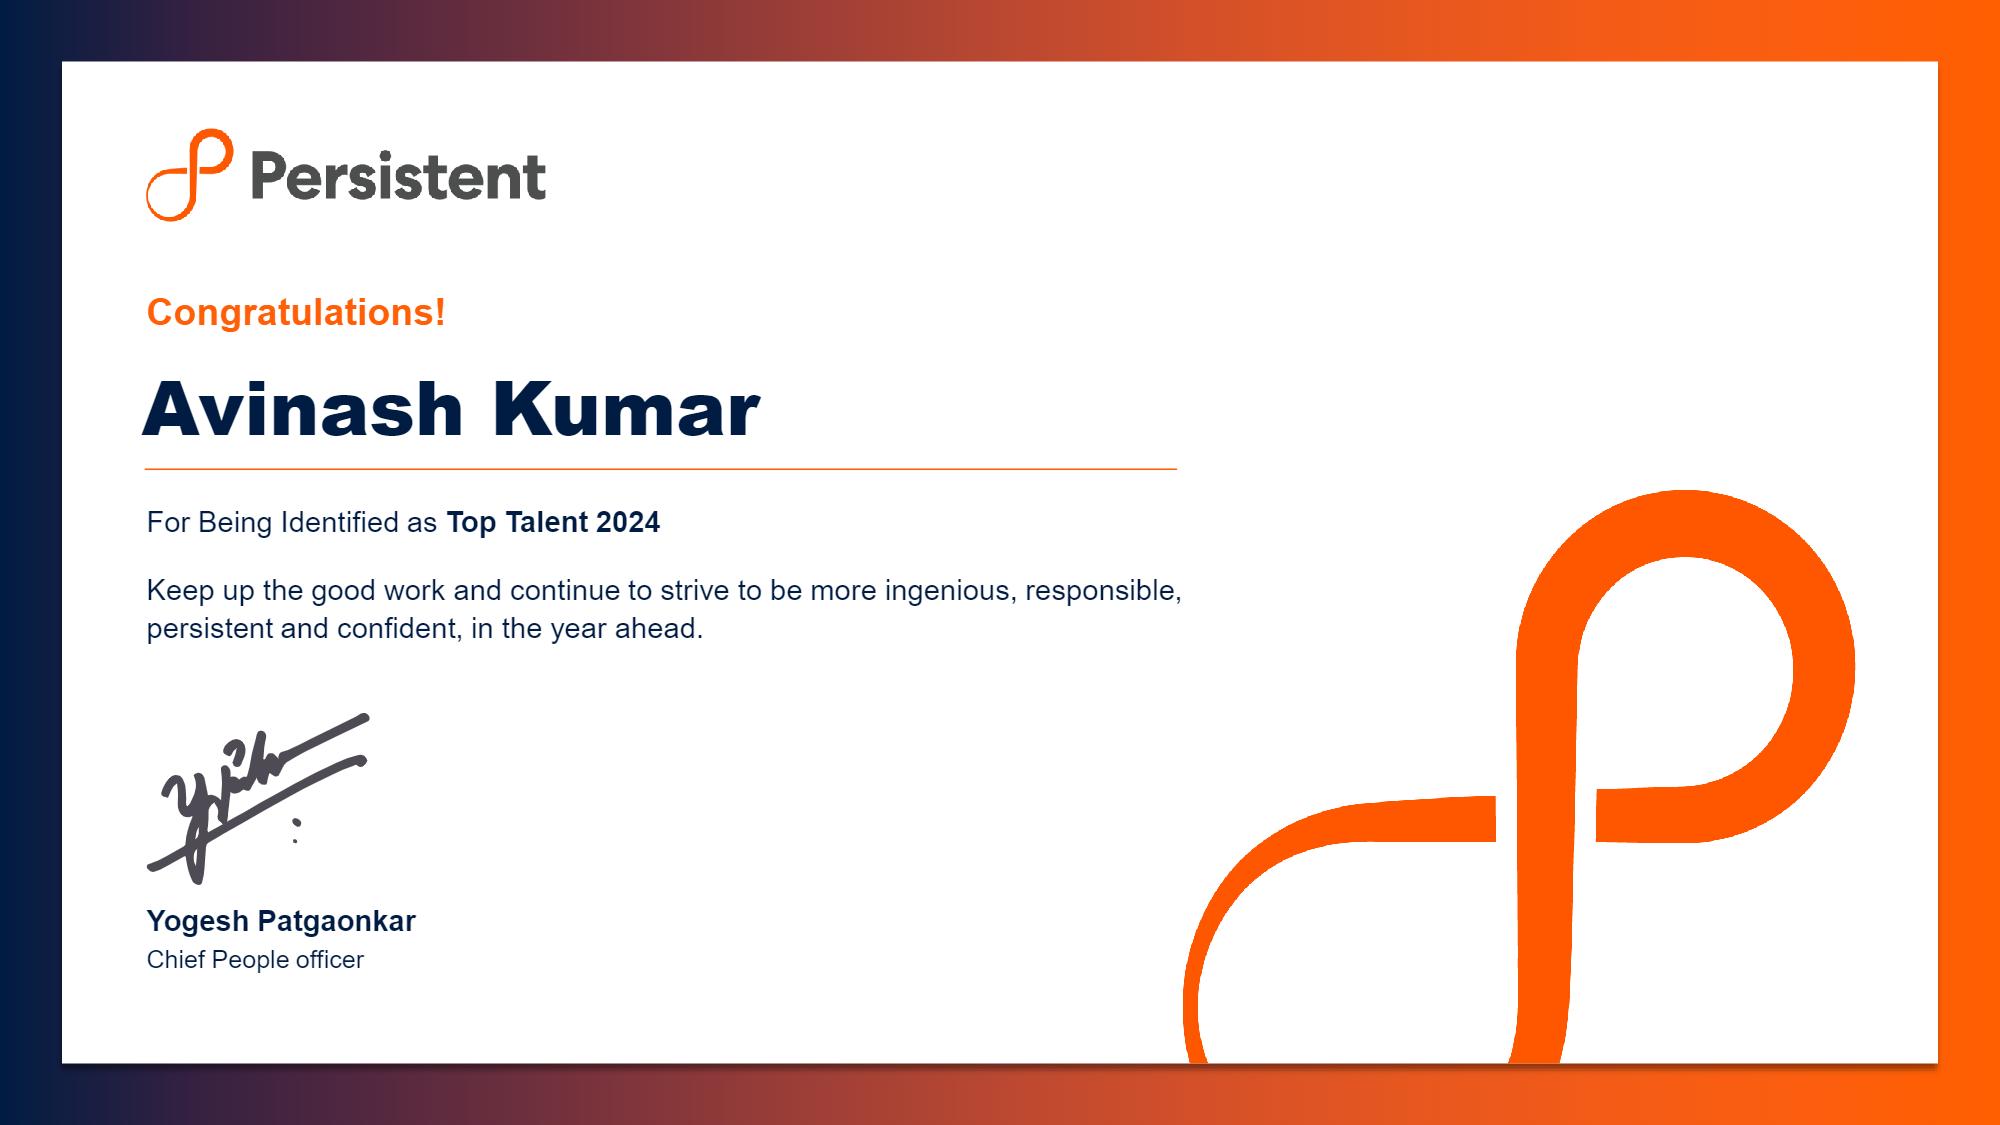 Persistent
Congratulations!
Avinash Kumar
For Being Identified as Top Talent 2024
Keep up the good work and continue to strive to be more ingenious, responsible,
persistent and confident, in the year ahead.
Yogesh Patgaonkar
Chief People officer